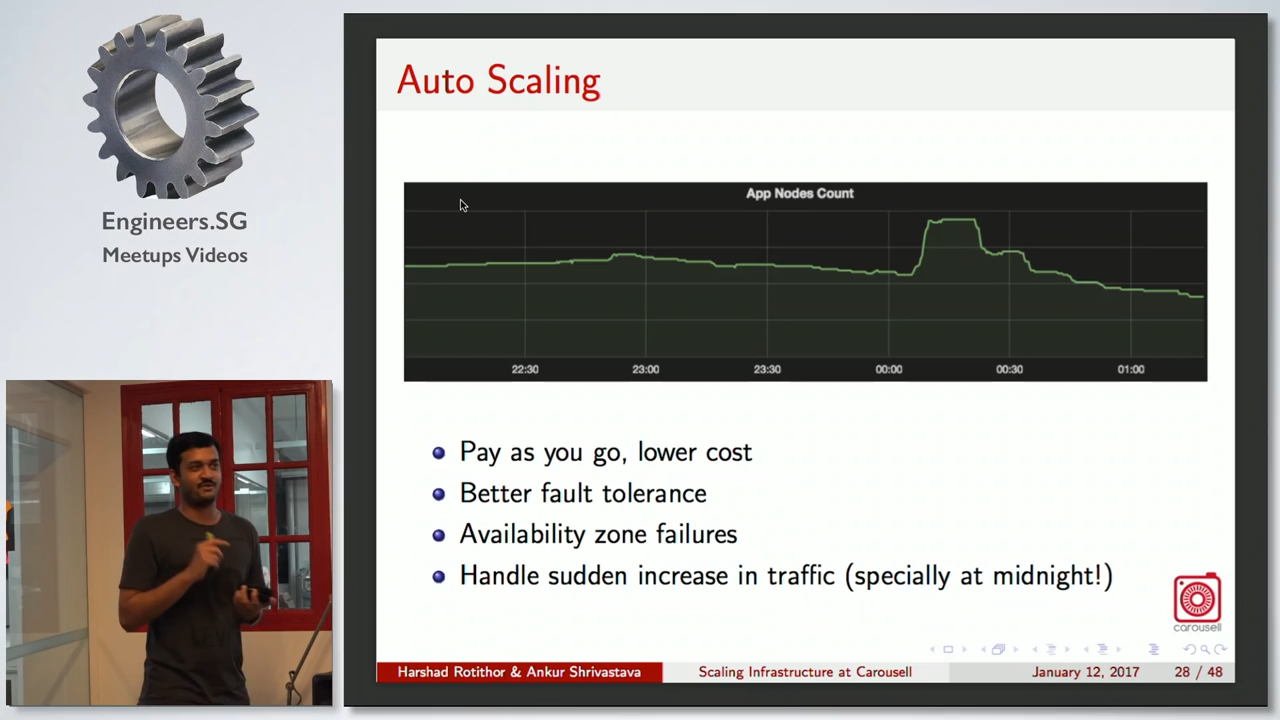 Engineers.SG
Meetups Videos
Auto Scaling
App Nodes Count
22:30 23:00 23:30 00:00 00:30 01:00
Pay as you go, lower cost
Better fault tolerance
Availability zone failures
Handle sudden increase in traffic (specially at midnight!)
carousell
Harshad Rotithor & Ankur Shrivastava Scaling Infrastructure at Carousell January 12, 2017 28 / 48